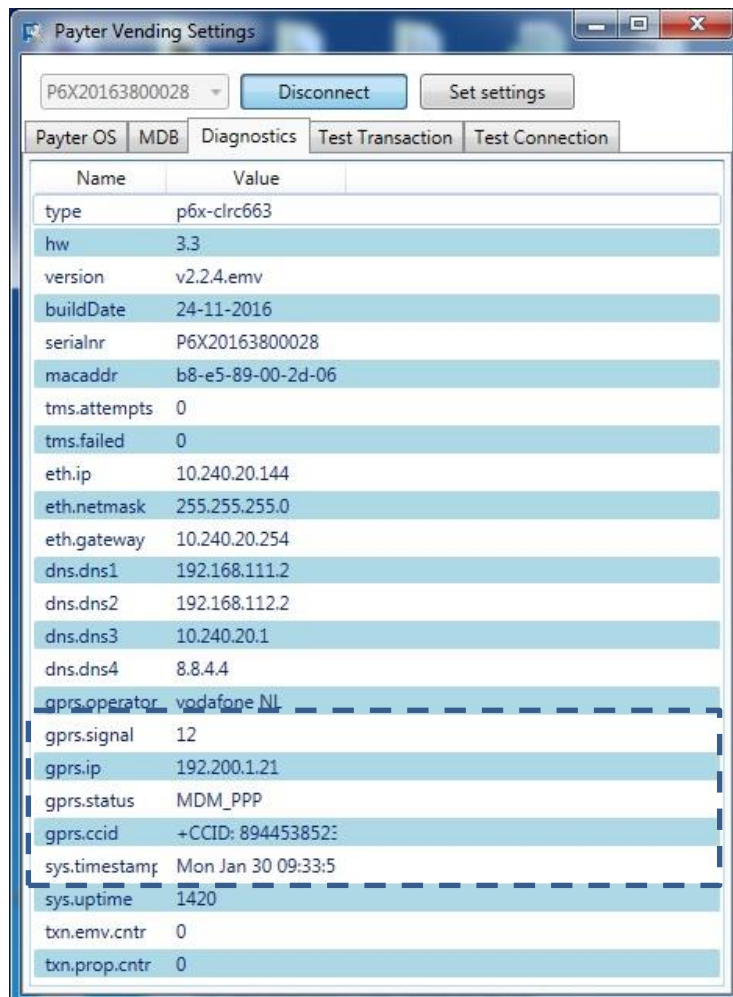 Payter Vending Settings
P6X20163800028 Disconnect Set settings
Payter OS MDB Diagnostics Test Transaction Test Connection
Name Value
type p6x-clrc663
hw 3.3
version v2.2.4.emv
buildDate 24-11-2016
serialnr P6X20163800028
macaddr b8-e5-89-00-2d-06
tms.attempts 0
tms.failed 0
eth.ip 10.240.20.144
eth.netmask 255.255.255.0
eth.gateway 10.240.20.254
dns.dns1 192.168.111.2
dns.dns2 192.168.112.2
dns.dns3 10.240.20.1
dns.dns4 8.8.4.4
gprs.operator vodafone NL
gprs.signal 12
gprs.ip 192.200.1.21
gprs.status MDM_PPP
gprs.ccid +CCID: 8944538523
sys.timestamp Mon Jan 30 09:33:5
sys.uptime 1420
txn.emv.cntr 0
txn.prop.cntr 0